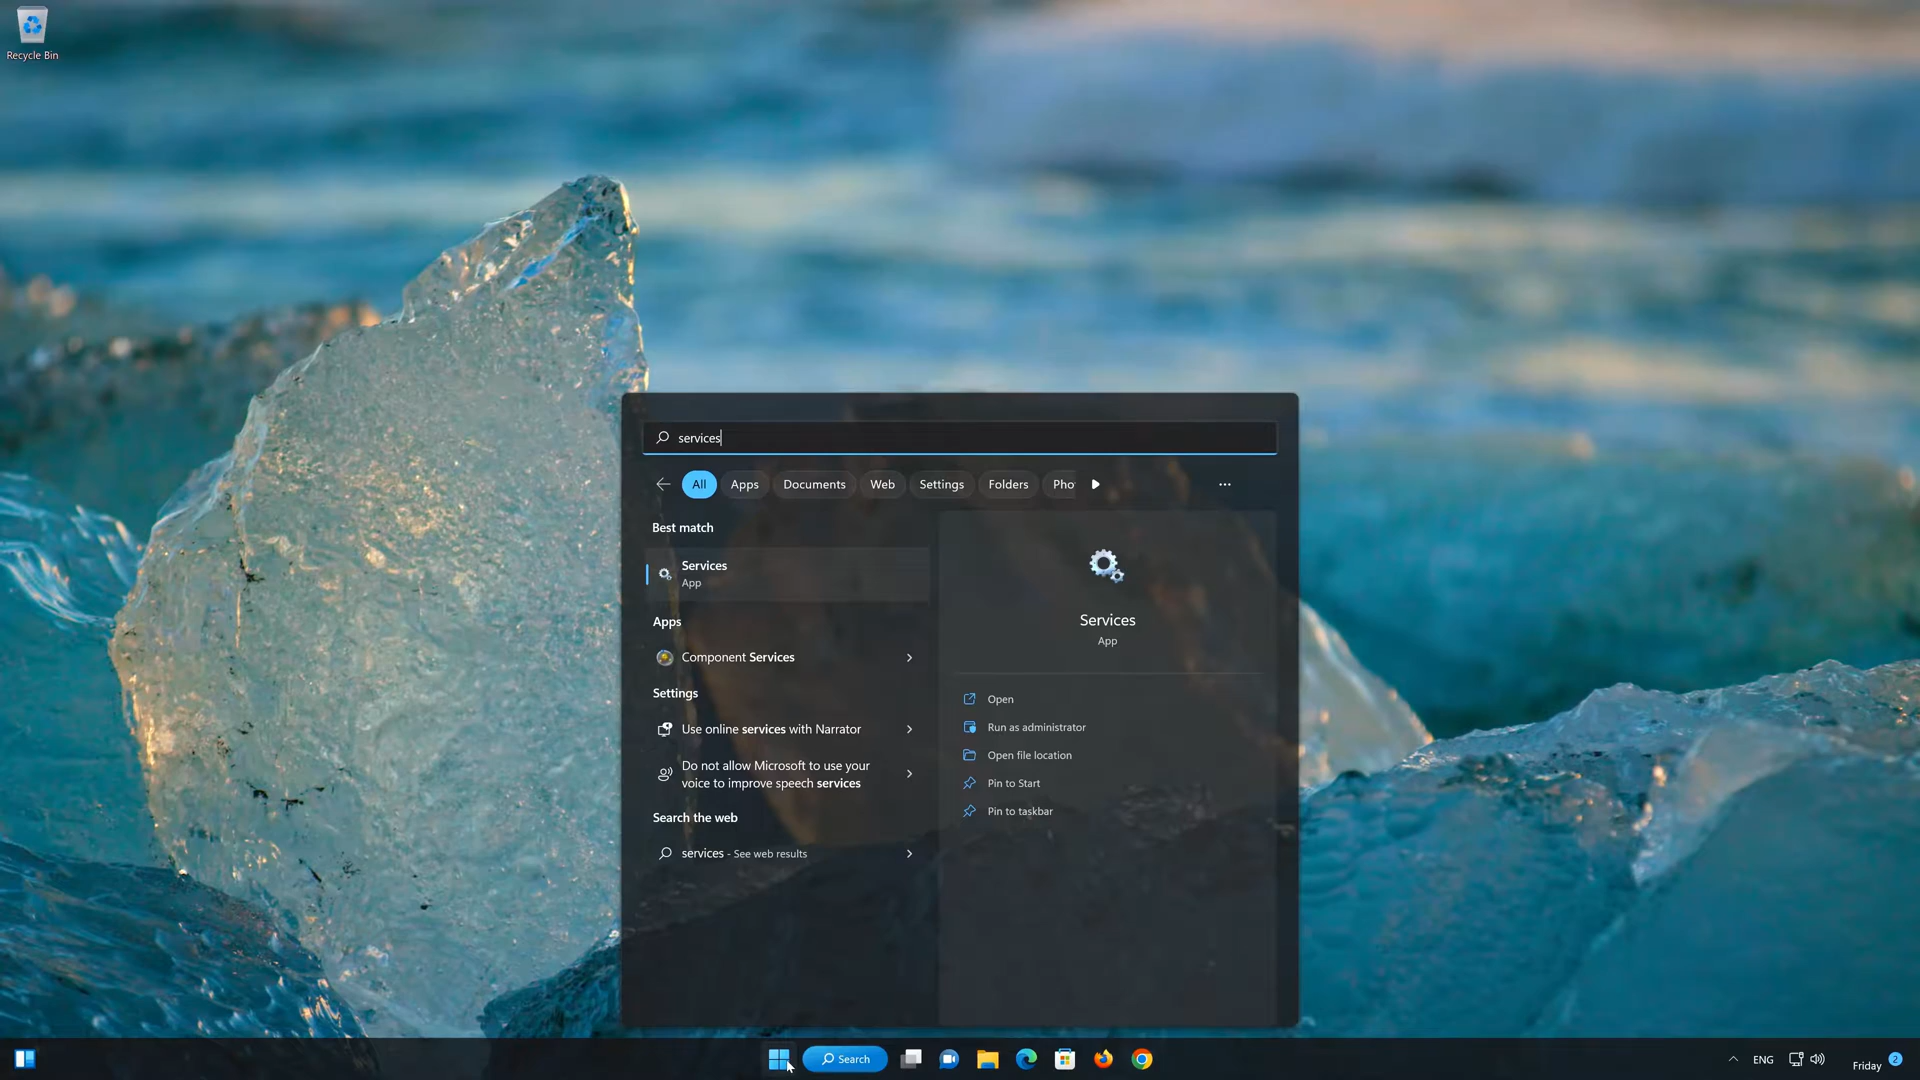 Recycle Bin
services
All Apps Documents Web Settings Folders Pho
Best match
Services
App
Apps
Component Services
Settings
Use online services with Narrator
Do not allow Microsoft to use your
voice to improve speech services
Search the web
services - See web results
Services
App
Open
Run as administrator
Open file location
Pin to Start
Pin to taskbar
Search
ENG
Friday 2